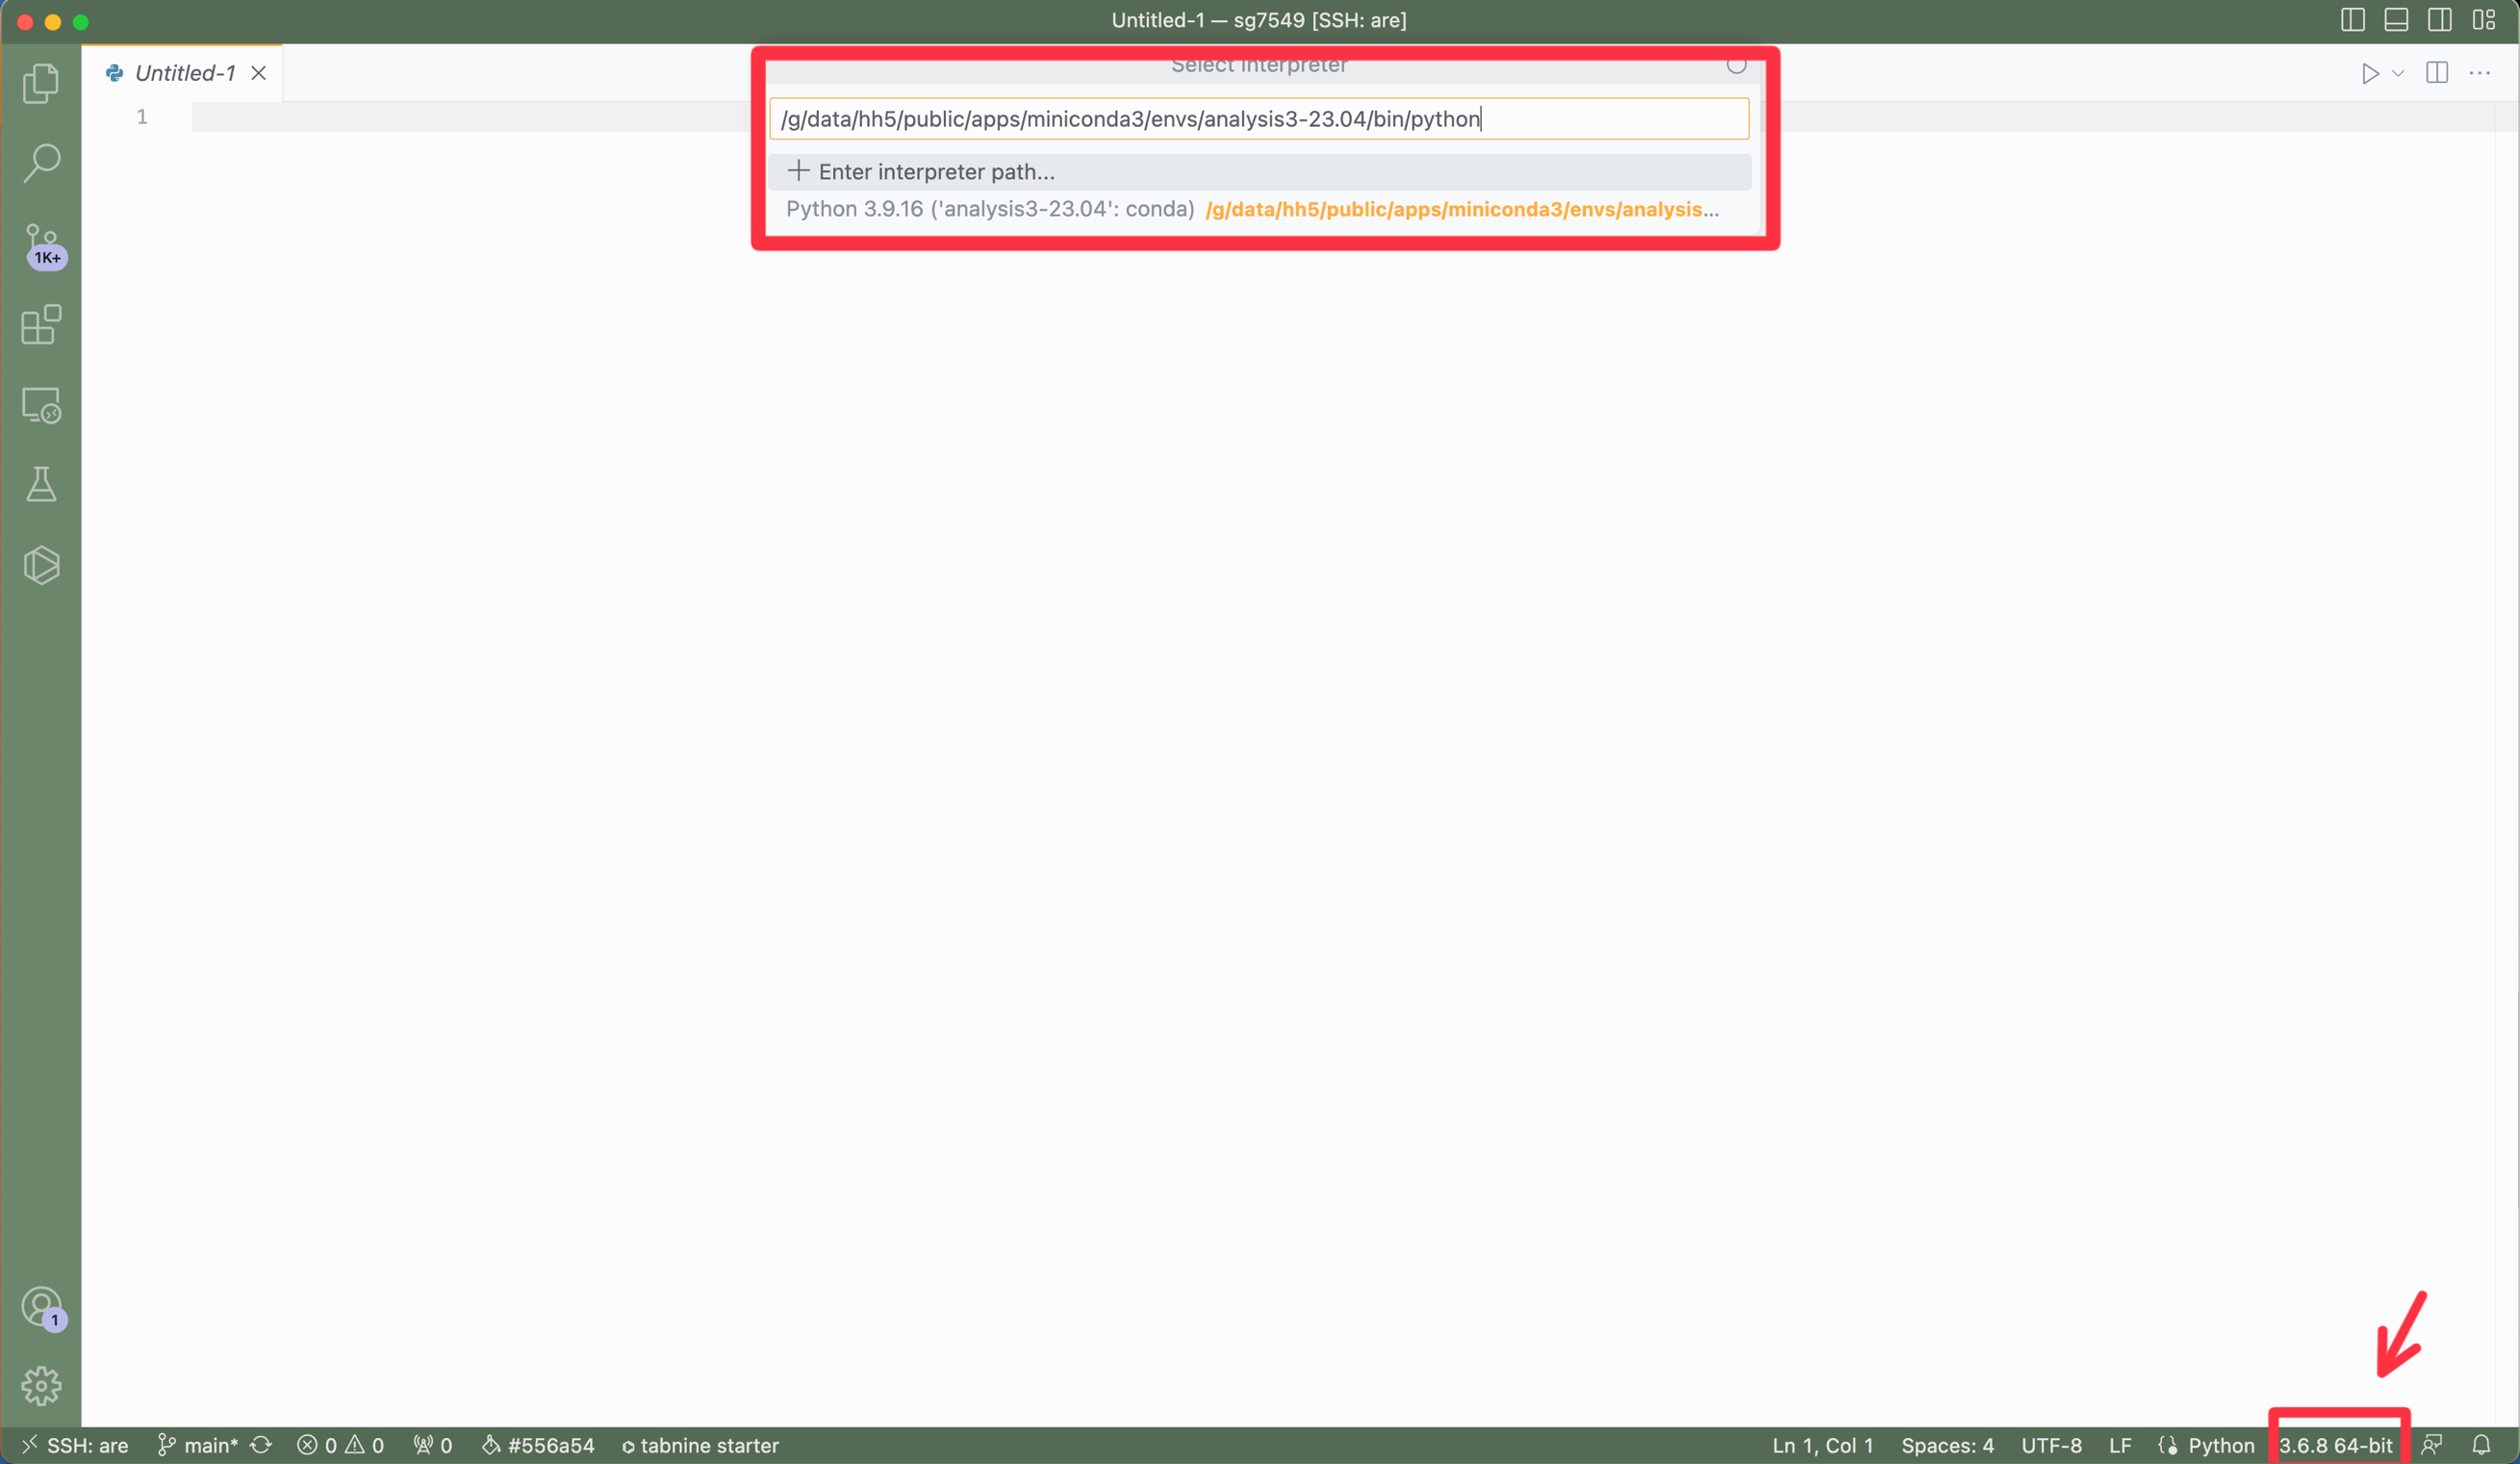 Untitled-1 — sg7549 [SSH: are]
Untitled-1
Select Interpreter
1
/g/data/hh5/public/apps/miniconda3/envs/analysis3-23.04/bin/python
Enter interpreter path...
Python 3.9.16 ('analysis3-23.04': conda) /g/data/hh5/public/apps/miniconda3/envs/analysis...
1K+
1
SSH: are main* 0 0 0 #556a54 tabnine starter Ln 1, Col 1 Spaces: 4 UTF-8 LF Python 3.6.8 64-bit